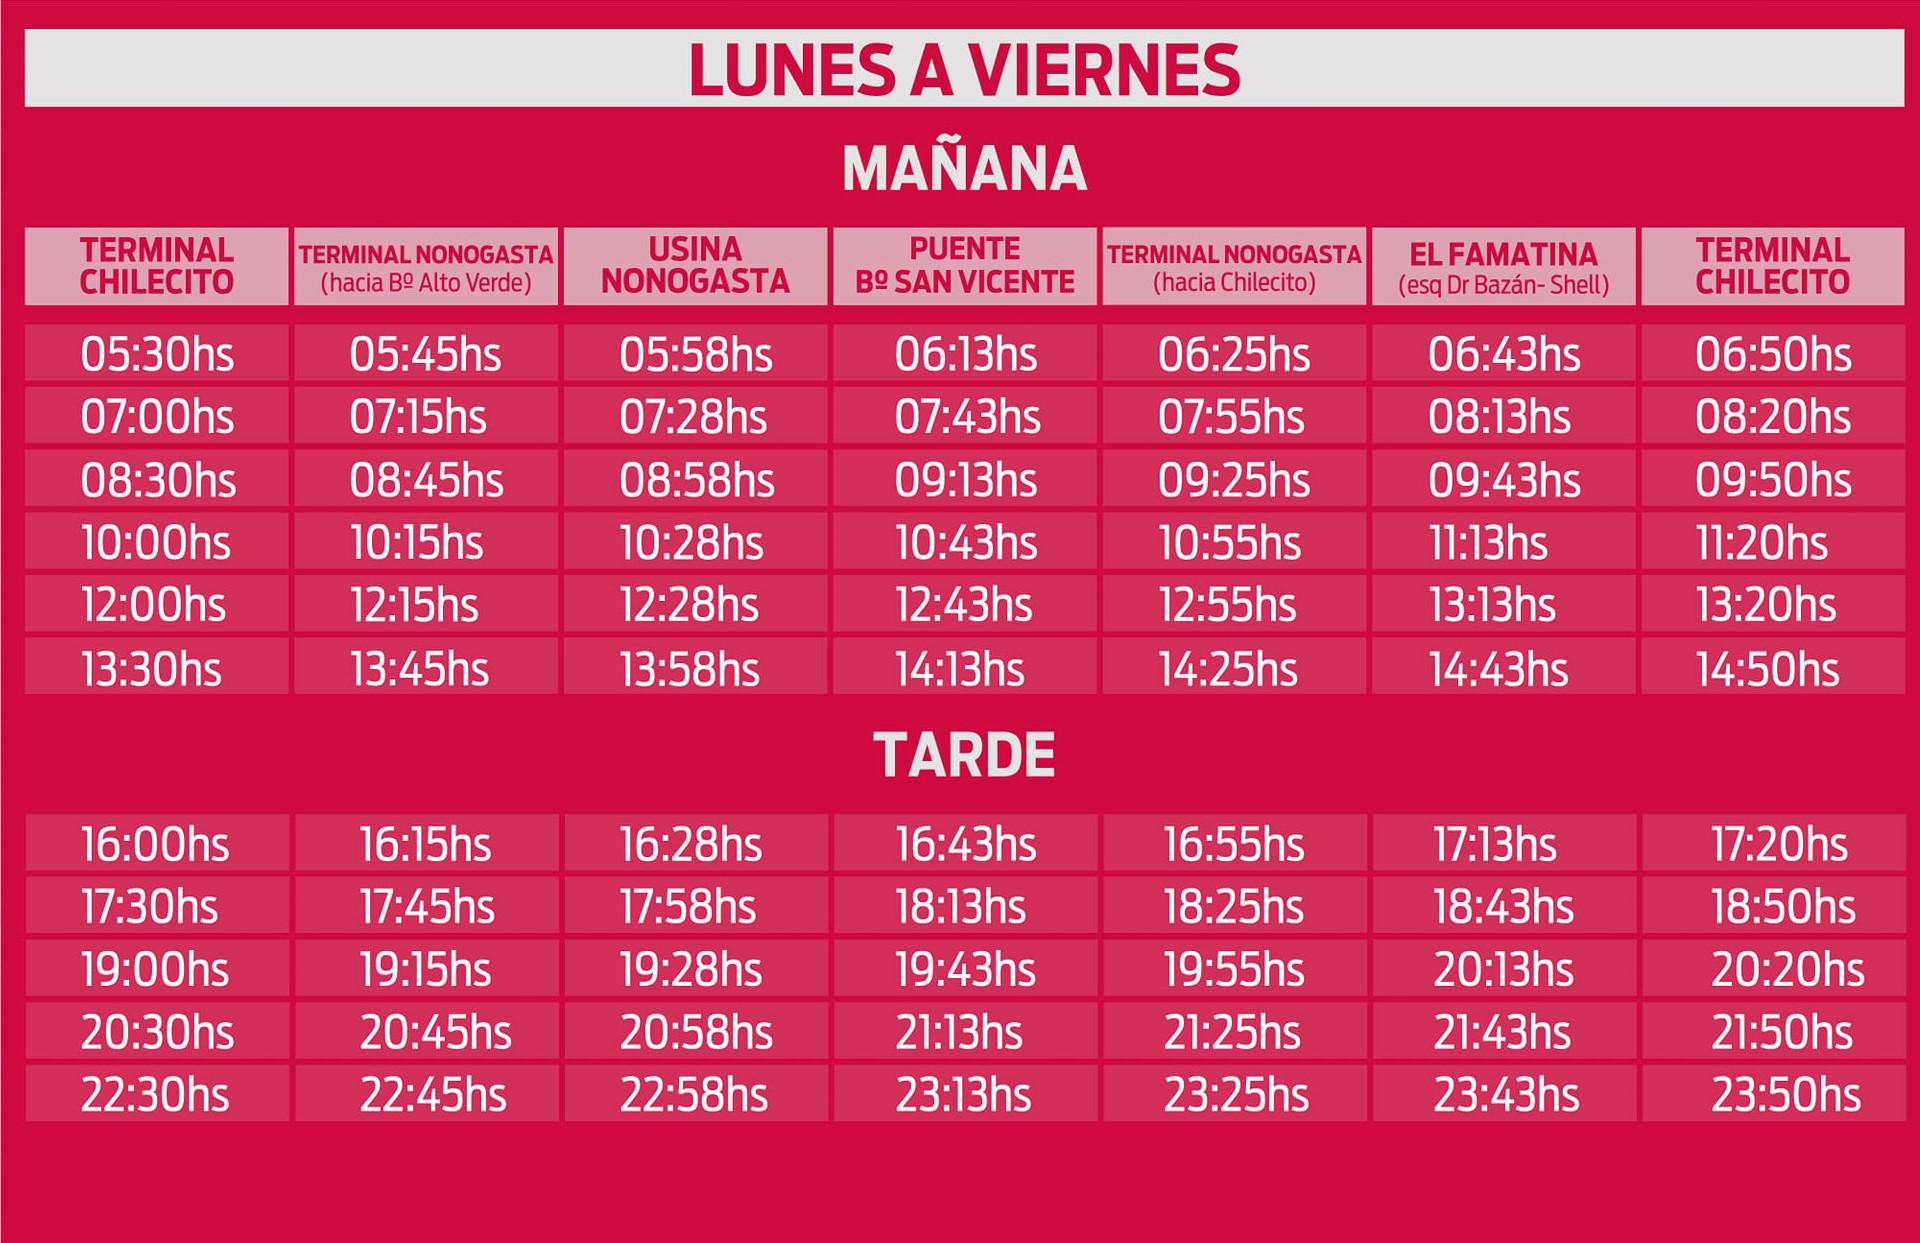 LUNES A VIERNES
MAÑANA
TERMINAL CHILECITO TERMINAL NONOGASTA (hacia Bº Alto Verde) USINA NONOGASTA PUENTE Bº SAN VICENTE TERMINAL NONOGASTA (hacia Chilecito) EL FAMATINA (esq Dr Bazán- Shell) TERMINAL CHILECITO
05:30hs 05:45hs 05:58hs 06:13hs 06:25hs 06:43hs 06:50hs
07:00hs 07:15hs 07:28hs 07:43hs 07:55hs 08:13hs 08:20hs
08:30hs 08:45hs 08:58hs 09:13hs 09:25hs 09:43hs 09:50hs
10:00hs 10:15hs 10:28hs 10:43hs 10:55hs 11:13hs 11:20hs
12:00hs 12:15hs 12:28hs 12:43hs 12:55hs 13:13hs 13:20hs
13:30hs 13:45hs 13:58hs 14:13hs 14:25hs 14:43hs 14:50hs
TARDE
16:00hs 16:15hs 16:28hs 16:43hs 16:55hs 17:13hs 17:20hs
17:30hs 17:45hs 17:58hs 18:13hs 18:25hs 18:43hs 18:50hs
19:00hs 19:15hs 19:28hs 19:43hs 19:55hs 20:13hs 20:20hs
20:30hs 20:45hs 20:58hs 21:13hs 21:25hs 21:43hs 21:50hs
22:30hs 22:45hs 22:58hs 23:13hs 23:25hs 23:43hs 23:50hs